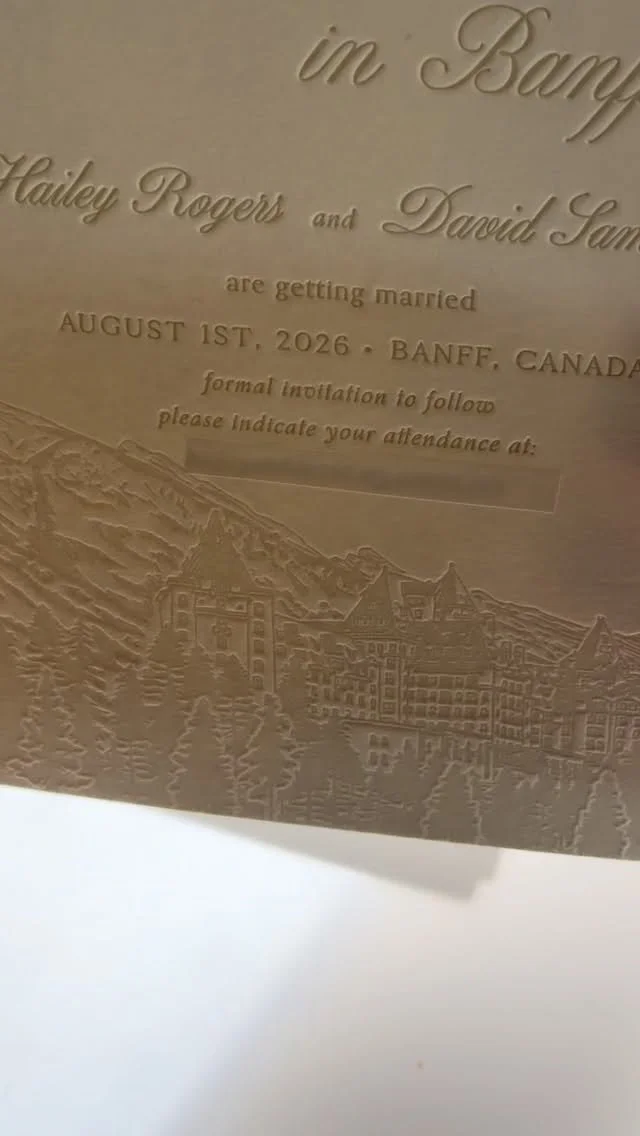 in Banff
Hailey Rogers and David Sam
are getting married
AUGUST 1ST, 2026 • BANFF, CANADA
formal invitation to follow
please indicate your attendance at: